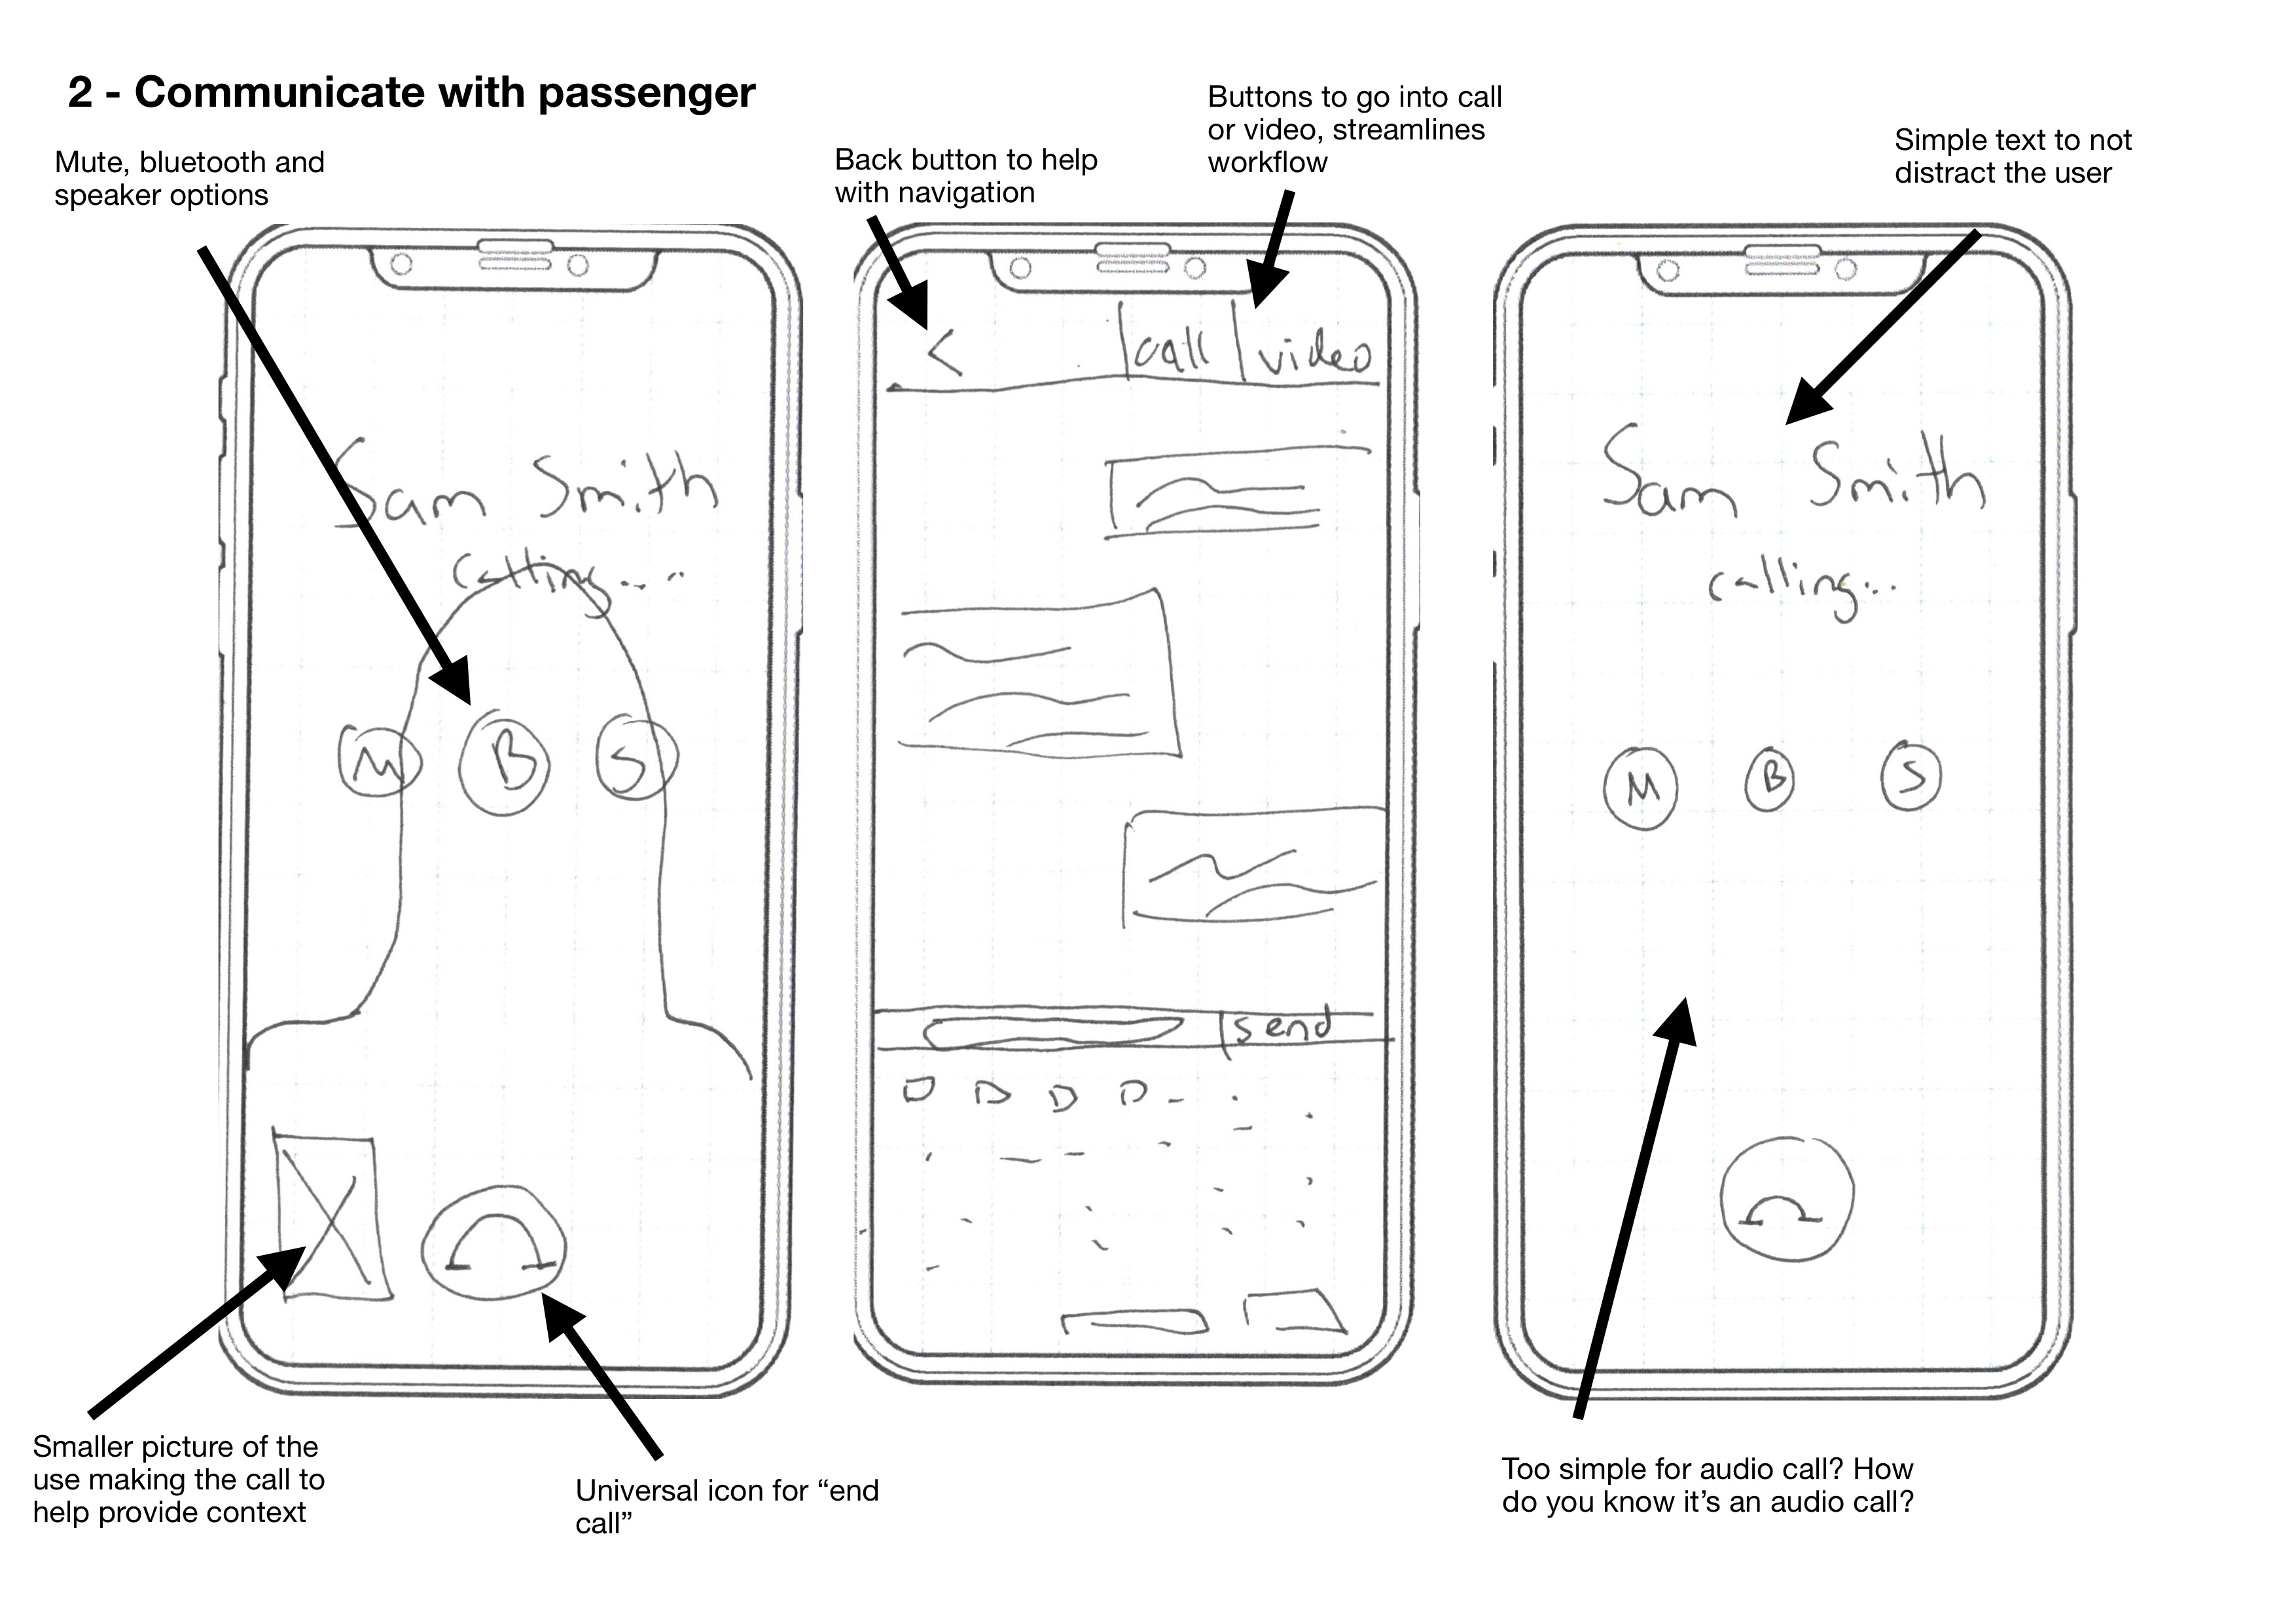 2 - Communicate with passenger
Mute, bluetooth and
speaker options
Back button to help
with navigation
Buttons to go into call
or video, streamlines
workflow
Simple text to not
distract the user
Sam Smith
calling....
M B S
<
call video
send
Sam Smith
calling...
M B S
Smaller picture of the
use making the call to
help provide context
Universal icon for “end
call”
Too simple for audio call? How
do you know it’s an audio call?